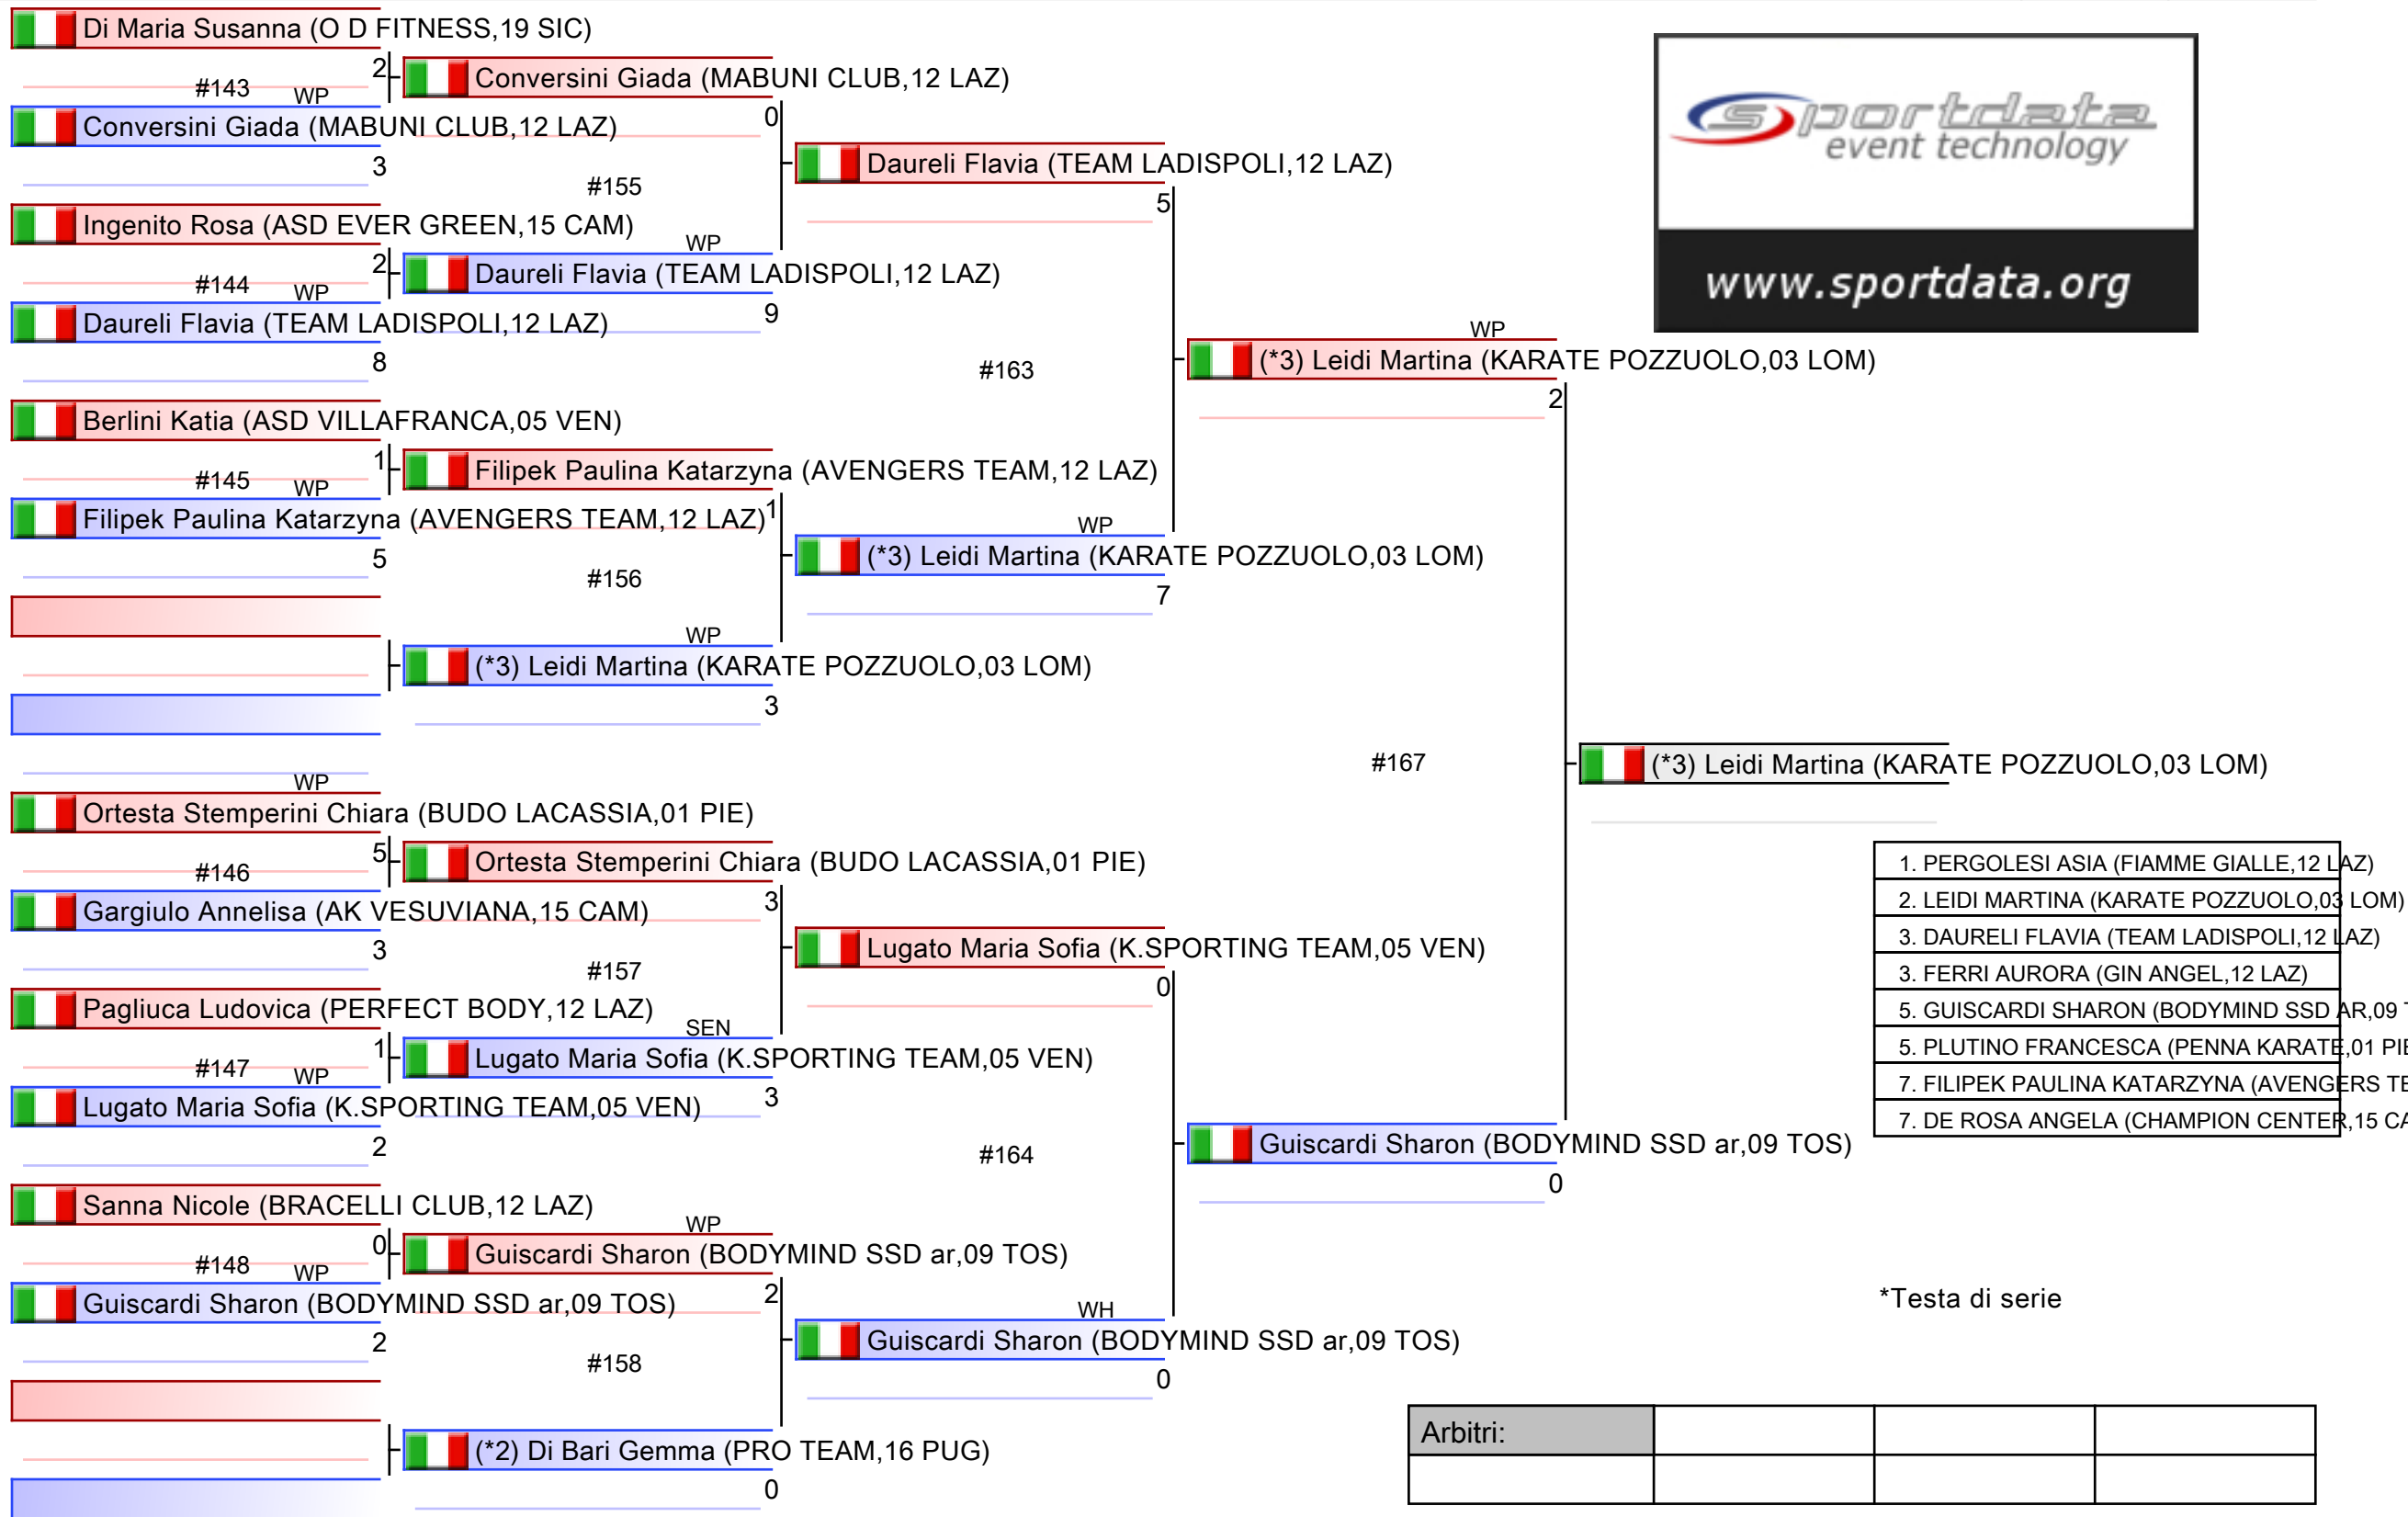 Di Maria Susanna (O D FITNESS,19 SIC)
2
#143 WP
Conversini Giada (MABUNI CLUB,12 LAZ)
3
Ingenito Rosa (ASD EVER GREEN,15 CAM)
2
#144 WP
Daureli Flavia (TEAM LADISPOLI,12 LAZ)
8
Berlini Katia (ASD VILLAFRANCA,05 VEN)
1
#145 WP
Filipek Paulina Katarzyna (AVENGERS TEAM,12 LAZ)
5
WP
Ortesta Stemperini Chiara (BUDO LACASSIA,01 PIE)
5
#146
Gargiulo Annelisa (AK VESUVIANA,15 CAM)
3
Pagliuca Ludovica (PERFECT BODY,12 LAZ)
1
#147 WP
Lugato Maria Sofia (K.SPORTING TEAM,05 VEN)
2
Sanna Nicole (BRACELLI CLUB,12 LAZ)
0
#148 WP
Guiscardi Sharon (BODYMIND SSD ar,09 TOS)
2
Conversini Giada (MABUNI CLUB,12 LAZ)
0
#155
WP
Daureli Flavia (TEAM LADISPOLI,12 LAZ)
9
Filipek Paulina Katarzyna (AVENGERS TEAM,12 LAZ)
1
#156
WP
(*3) Leidi Martina (KARATE POZZUOLO,03 LOM)
3
Ortesta Stemperini Chiara (BUDO LACASSIA,01 PIE)
3
#157
SEN
Lugato Maria Sofia (K.SPORTING TEAM,05 VEN)
3
WP
Guiscardi Sharon (BODYMIND SSD ar,09 TOS)
2
#158
(*2) Di Bari Gemma (PRO TEAM,16 PUG)
0
Daureli Flavia (TEAM LADISPOLI,12 LAZ)
5
#163
WP
(*3) Leidi Martina (KARATE POZZUOLO,03 LOM)
7
Lugato Maria Sofia (K.SPORTING TEAM,05 VEN)
0
#164
WH
Guiscardi Sharon (BODYMIND SSD ar,09 TOS)
0
WP
(*3) Leidi Martina (KARATE POZZUOLO,03 LOM)
2
#167
Guiscardi Sharon (BODYMIND SSD ar,09 TOS)
0
(*3) Leidi Martina (KARATE POZZUOLO,03 LOM)
sportdata
event technology
www.sportdata.org
1. PERGOLESI ASIA (FIAMME GIALLE,12 LAZ)
2. LEIDI MARTINA (KARATE POZZUOLO,03 LOM)
3. DAURELI FLAVIA (TEAM LADISPOLI,12 LAZ)
3. FERRI AURORA (GIN ANGEL,12 LAZ)
5. GUISCARDI SHARON (BODYMIND SSD AR,09
5. PLUTINO FRANCESCA (PENNA KARATE,01
7. FILIPEK PAULINA KATARZYNA (AVENGERS
7. DE ROSA ANGELA (CHAMPION CENTER,15
*Testa di serie
Arbitri: